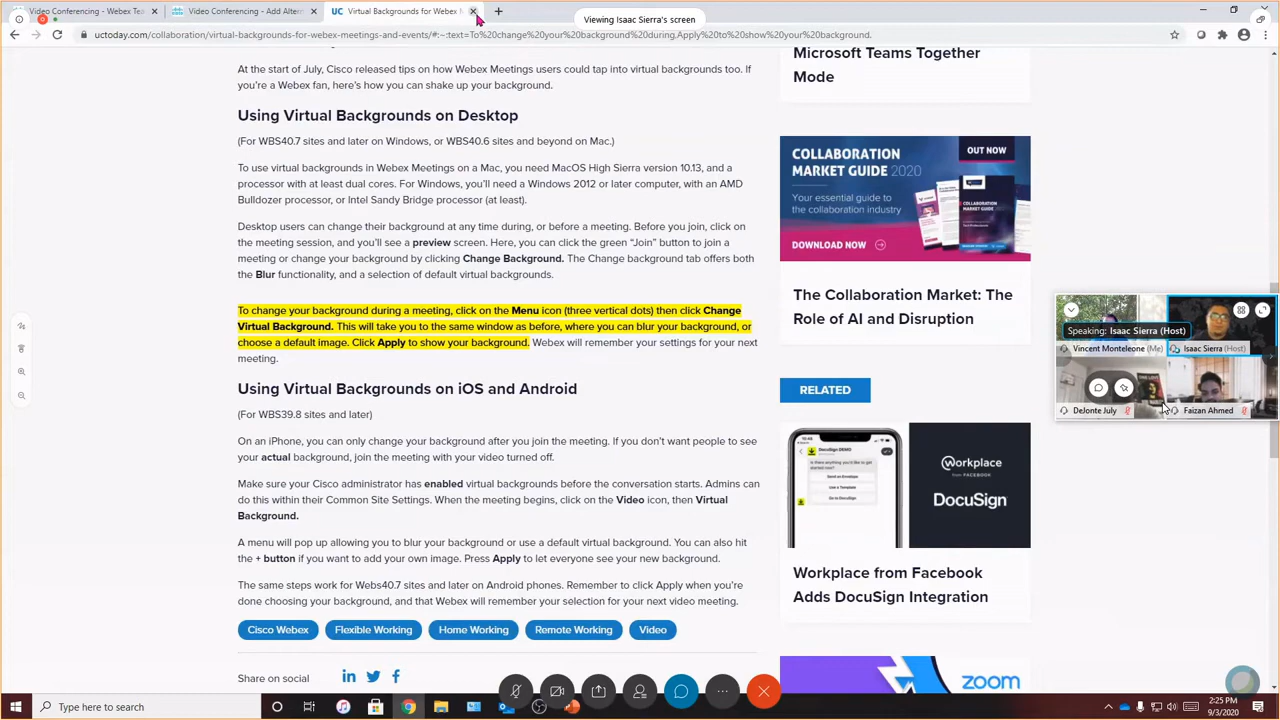 Video Conferencing - Webex Tea
Video Conferencing - Add Altern
UC Virtual Backgrounds for Webex M
Viewing Isaac Sierra's screen
uctoday.com/collaboration/virtual-backgrounds-for-webex-meetings-and-events/#:~:text=To%20change%20your%20background%20during,Apply%20to%20show%20your%20background.
At the start of July, Cisco released tips on how Webex Meetings users could tap into virtual backgrounds too. If
you're a Webex fan, here's how you can shake up your background.
Using Virtual Backgrounds on Desktop
(For WBS40.7 sites and later on Windows, or WBS40.6 sites and beyond on Mac.)
To use virtual backgrounds in Webex Meetings on a Mac, you need MacOS High Sierra version 10.13, and a
processor with at least dual cores. For Windows, you'll need a Windows 2012 or later computer, with an AMD
Bulldozer processor, or Intel Sandy Bridge processor (at least).
Desktop users can change their background at any time during, or before a meeting. Before you join, click on
the meeting session, and you'll see a preview screen. Here, you can click the green “Join” button to join a
meeting or change your background by clicking Change Background. The Change background tab offers both
the Blur functionality, and a selection of default virtual backgrounds.
To change your background during a meeting, click on the Menu icon (three vertical dots) then click Change
Virtual Background. This will take you to the same window as before, where you can blur your background, or
choose a default image. Click Apply to show your background. Webex will remember your settings for your next
meeting.
Using Virtual Backgrounds on iOS and Android
(For WBS39.8 sites and later)
On an iPhone, you can only change your background after you join the meeting. If you don't want people to see
your actual background, join the meeting with your video turned off.
Make sure your Cisco administrator has enabled virtual backgrounds before the conversation starts. Admins can
do this within their Common Site Settings. When the meeting begins, click on the Video icon, then Virtual
Background.
A menu will pop up allowing you to blur your background or use a default virtual background. You can also hit
the + button if you want to add your own image. Press Apply to let everyone see your new background.
The same steps work for Webs40.7 sites and later on Android phones. Remember to click Apply when you're
done choosing your background, and that Webex will remember your selection for your next video meeting.
Cisco Webex
Flexible Working
Home Working
Remote Working
Video
Share on social
Microsoft Teams Together
Mode
COLLABORATION
MARKET GUIDE 2020
OUT NOW
Your essential guide to
the collaboration industry
DOWNLOAD NOW
The Collaboration Market: The
Role of AI and Disruption
RELATED
DocuSign DEMO
Send an Envelope
Use a Template
Go to DocuSign
Workplace
FROM FACEBOOK
DocuSign
Workplace from Facebook
Adds DocuSign Integration
zoom
Speaking: Isaac Sierra (Host)
Vincent Monteleone (Me)
Isaac Sierra (Host)
DeJonte July
Faizan Ahmed
Type here to search
2:25 PM
9/3/2020